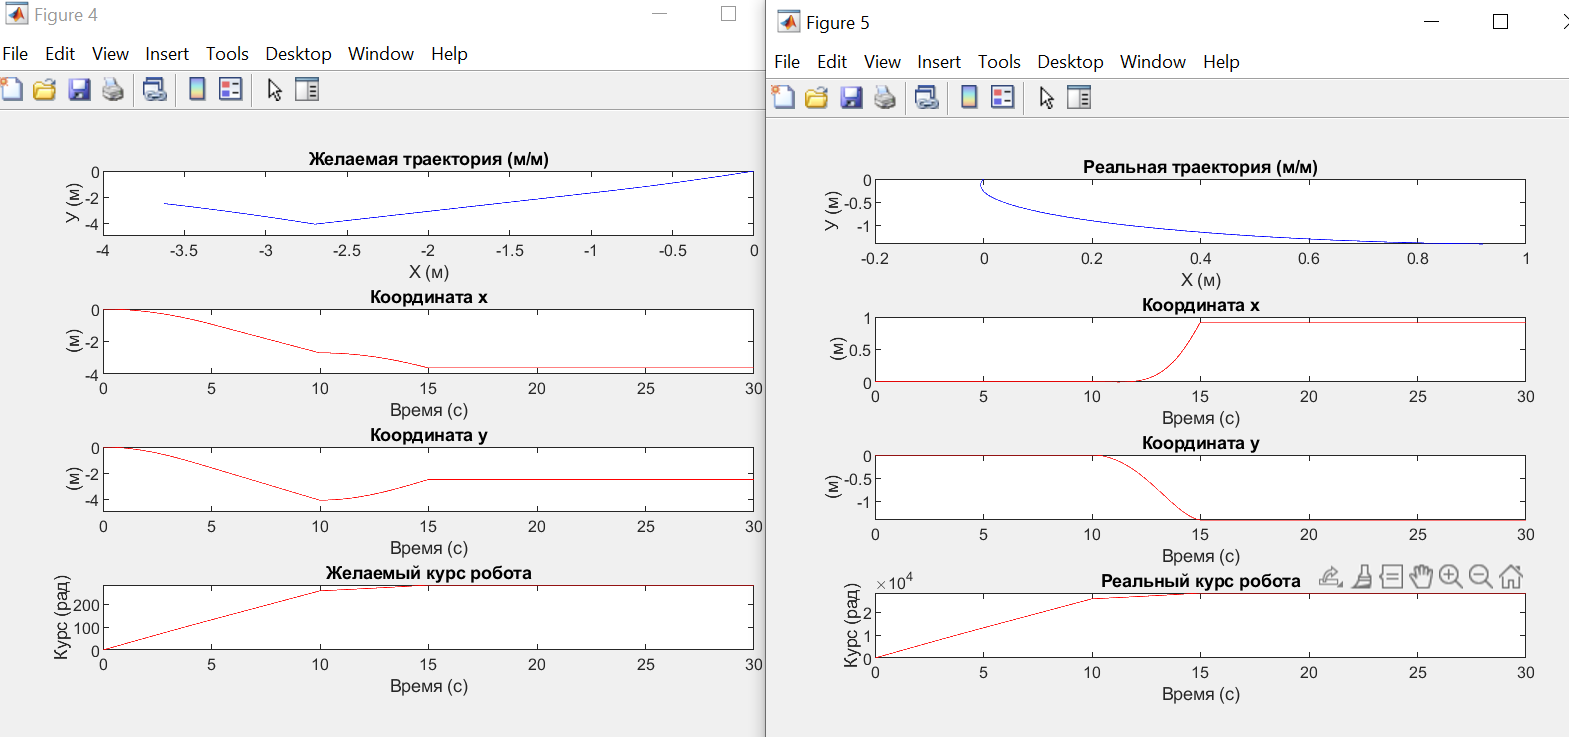 Figure 4
File Edit View Insert Tools Desktop Window Help
Желаемая траектория (м/м)
У (м)
0
-2
-4
-4 -3.5 -3 -2.5 -2 -1.5 -1 -0.5 0
Х (м)
Координата x
(м)
0
-2
-4
0 5 10 15 20 25 30
Время (с)
Координата y
(м)
0
-2
-4
0 5 10 15 20 25 30
Время (с)
Желаемый курс робота
Курс (рад)
200
100
0
0 5 10 15 20 25 30
Время (с)
Figure 5
File Edit View Insert Tools Desktop Window Help
Реальная траектория (м/м)
У (м)
0
-0.5
-1
-0.2 0 0.2 0.4 0.6 0.8 1
Х (м)
Координата x
(м)
1
0.5
0
0 5 10 15 20 25 30
Время (с)
Координата y
(м)
0
-0.5
-1
0 5 10 15 20 25 30
Время (с)
×10⁴
Реальный курс робота
Курс (рад)
2
1
0
0 5 10 15 20 25 30
Время (с)